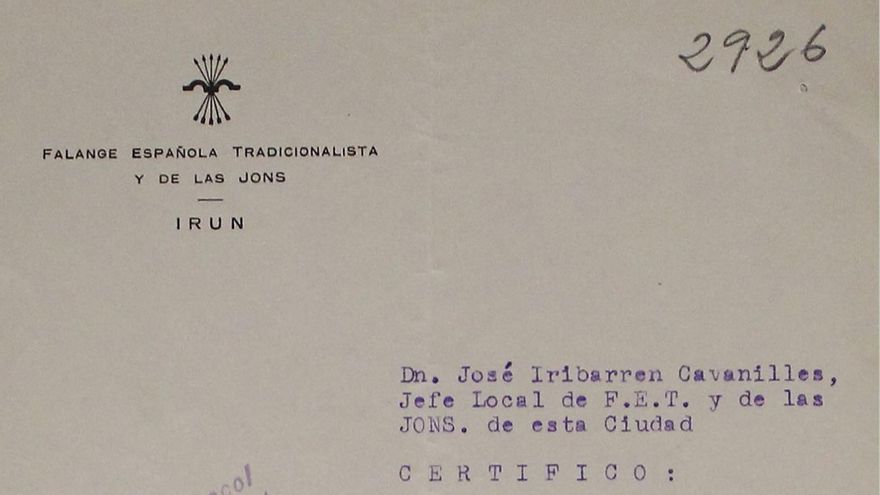 2926
FALANGE ESPAÑOLA TRADICIONALISTA
Y DE LAS JONS
IRUN
Dn. José Iribarren Cavanilles,
Jefe Local de F.E.T. y de las
JONS. de esta Ciudad
C E R T I F I C O :